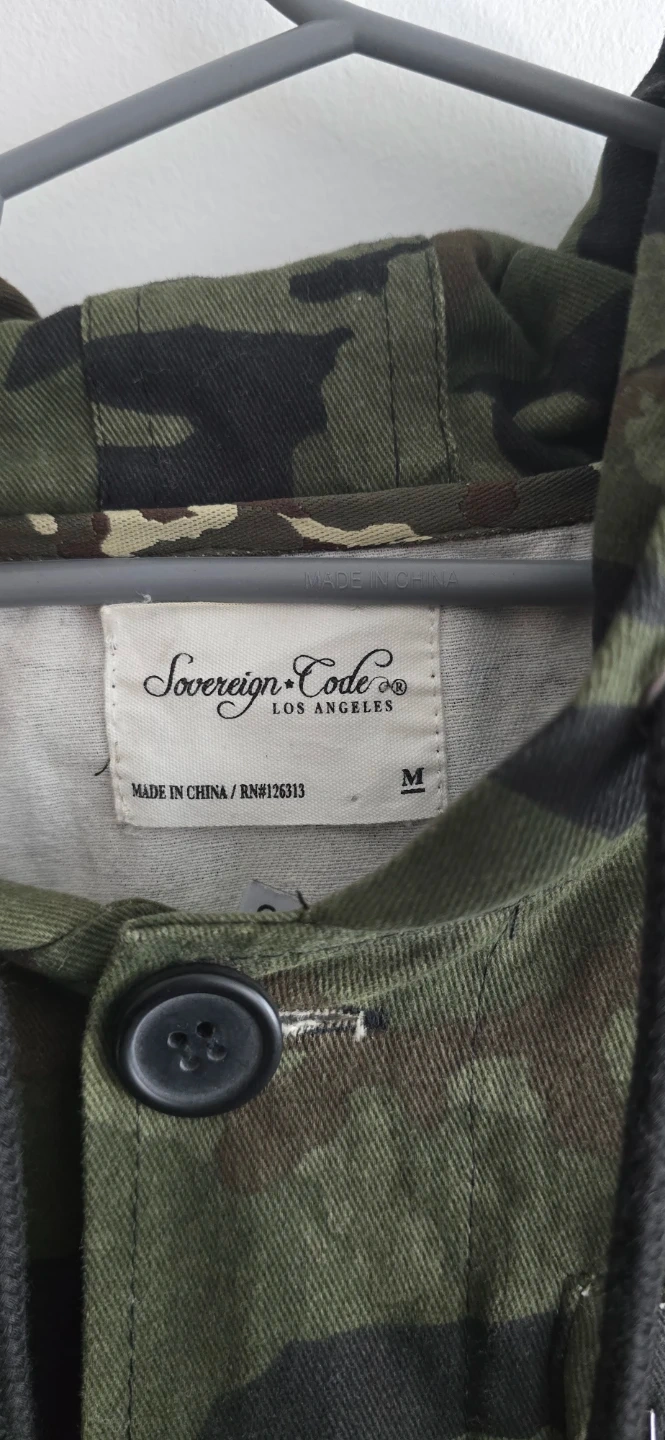 MADE IN CHINA
Sovereign★Code®
LOS ANGELES
MADE IN CHINA / RN#126313
M